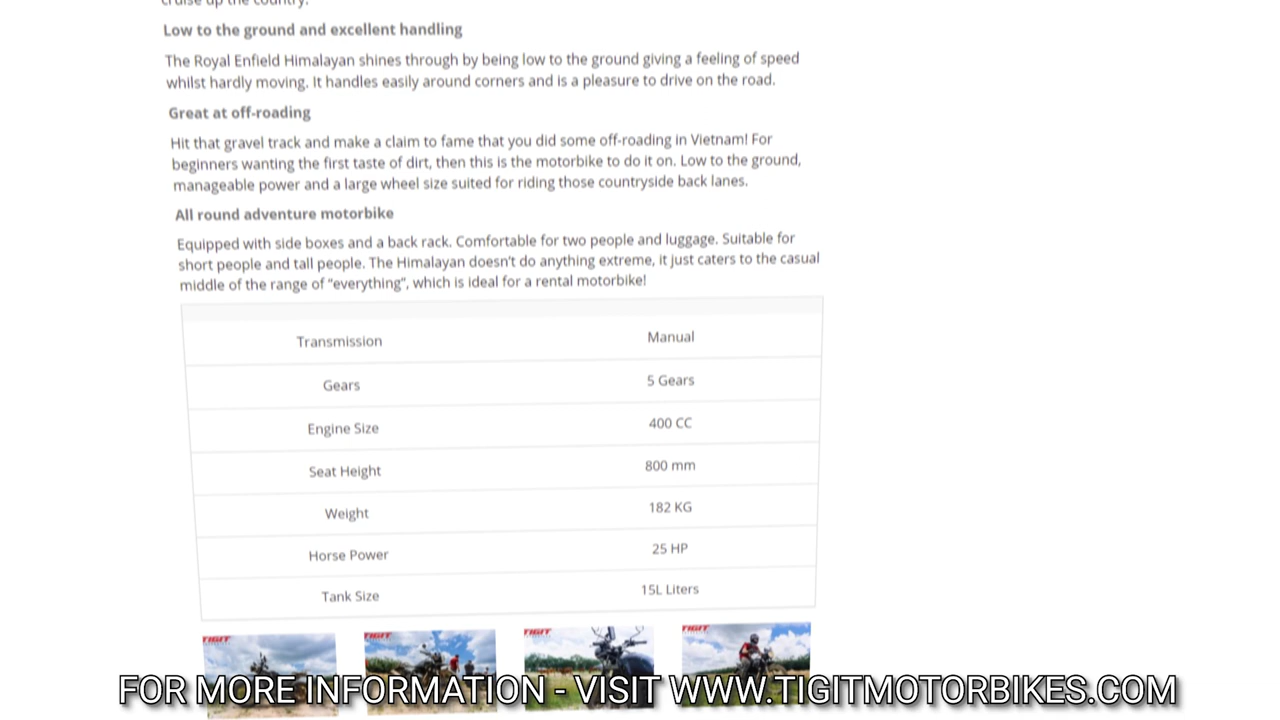 cruise up the country.
Low to the ground and excellent handling
The Royal Enfield Himalayan shines through by being low to the ground giving a feeling of speed
whilst hardly moving. It handles easily around corners and is a pleasure to drive on the road.
Great at off-roading
Hit that gravel track and make a claim to fame that you did some off-roading in Vietnam! For
beginners wanting the first taste of dirt, then this is the motorbike to do it on. Low to the ground,
manageable power and a large wheel size suited for riding those countryside back lanes.
All round adventure motorbike
Equipped with side boxes and a back rack. Comfortable for two people and luggage. Suitable for
short people and tall people. The Himalayan doesn't do anything extreme, it just caters to the casual
middle of the range of "everything", which is ideal for a rental motorbike!
Transmission Manual
Gears 5 Gears
Engine Size 400 CC
Seat Height 800 mm
Weight 182 KG
Horse Power 25 HP
Tank Size 15L Liters
TIGIT TIGIT TIGIT TIGIT
FOR MORE INFORMATION - VISIT WWW.TIGITMOTORBIKES.COM